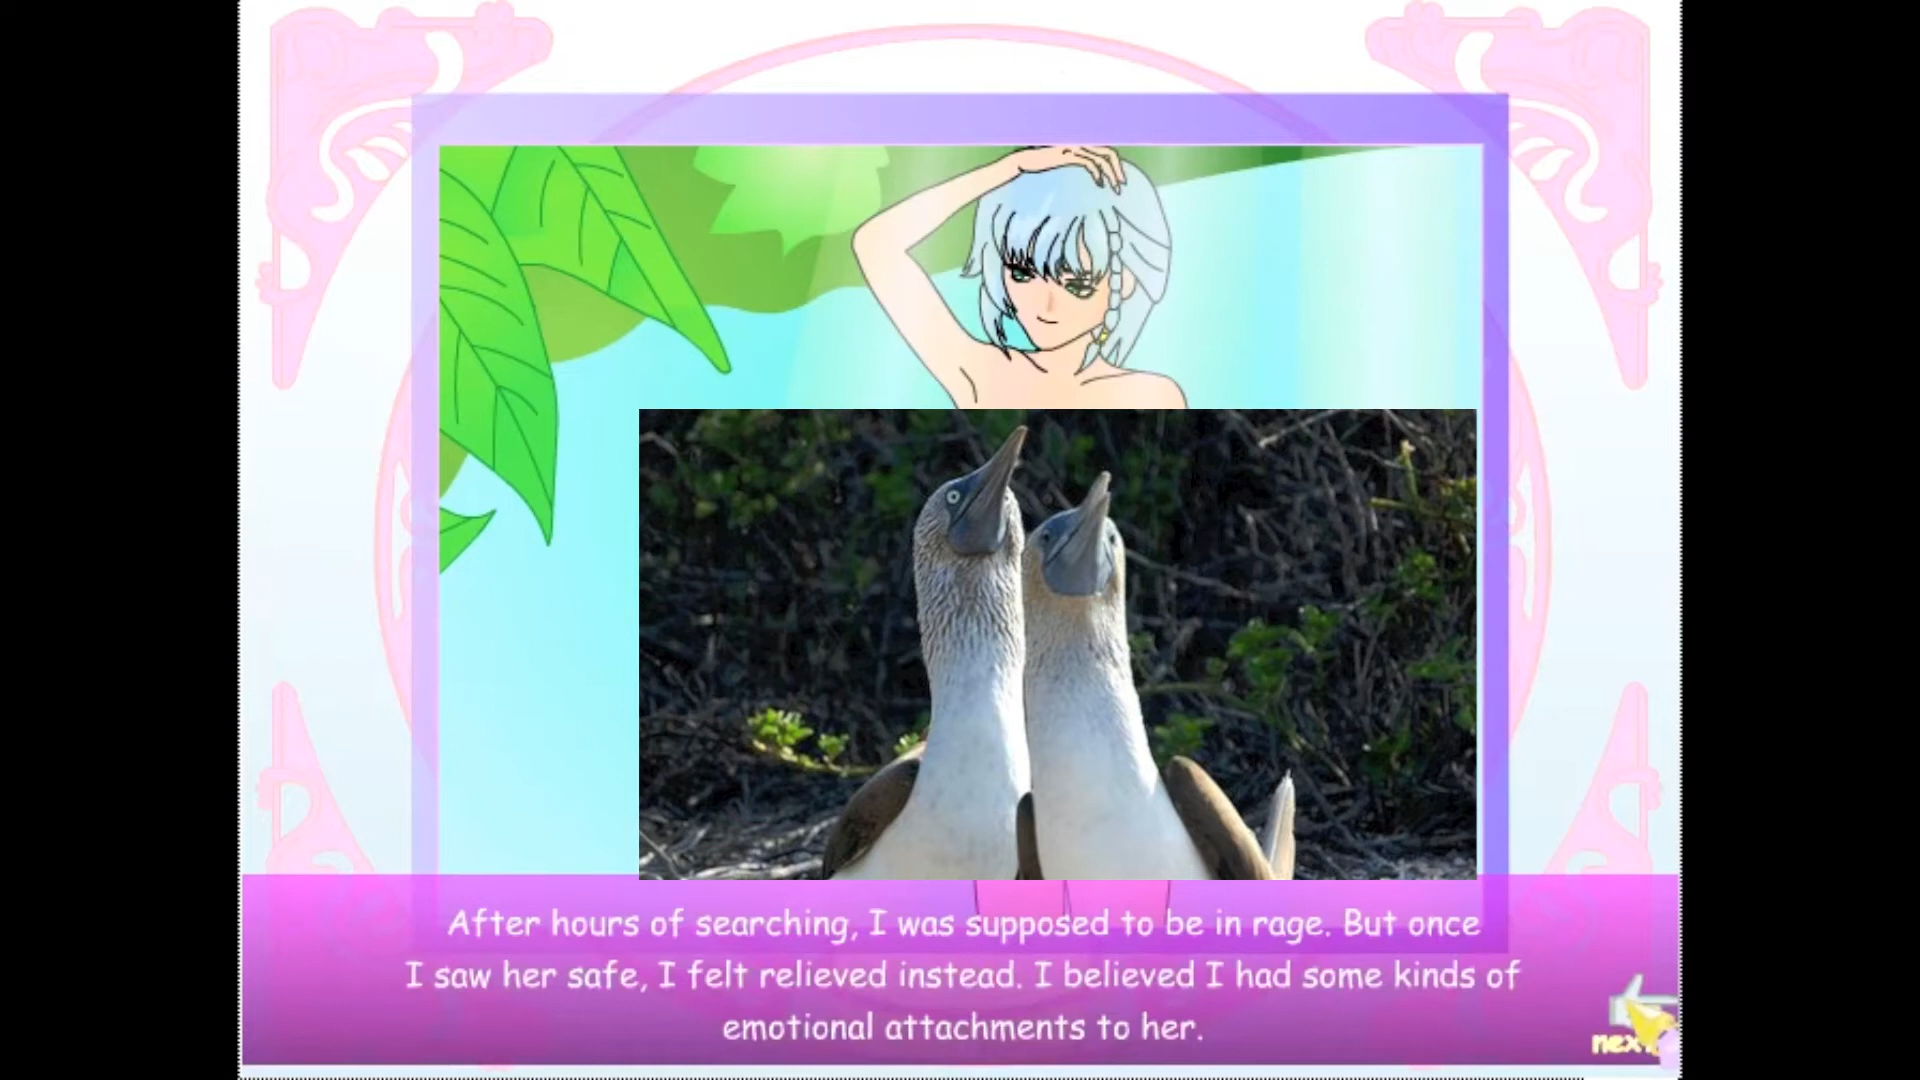 After hours of searching, I was supposed to be in rage. But once
I saw her safe, I felt relieved instead. I believed I had some kinds of
emotional attachments to her.
next